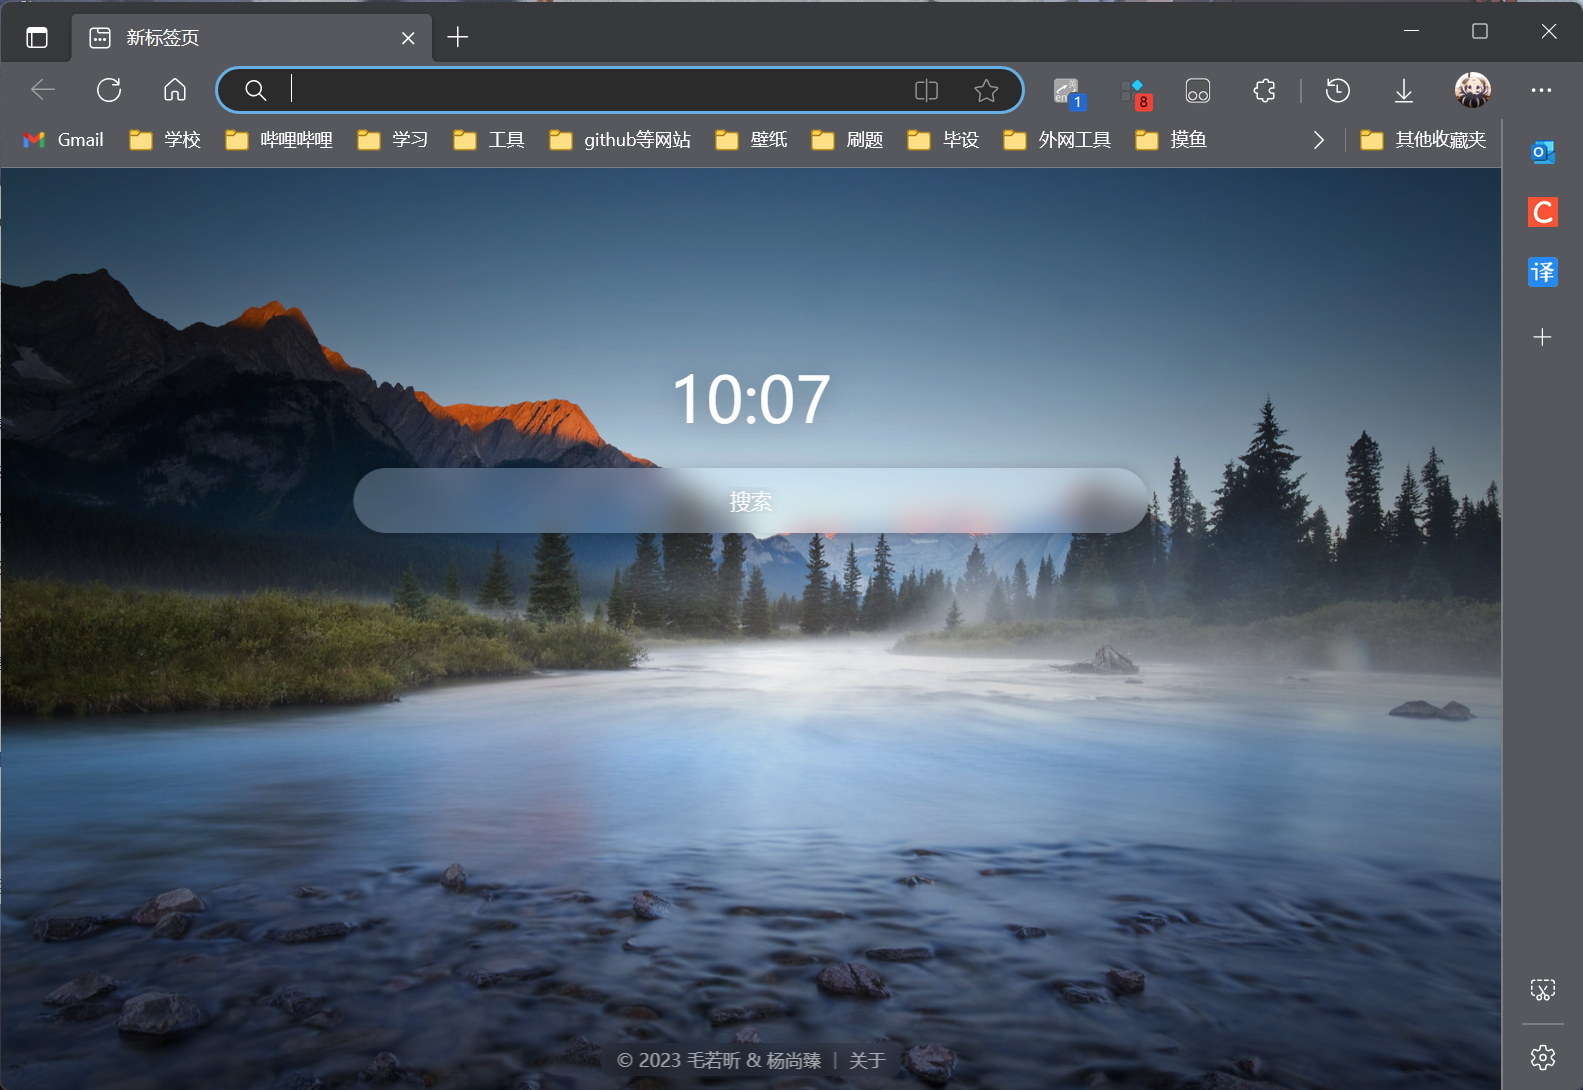 新标签页
en 英 1
8
Gmail 学校 哔哩哔哩 学习 工具 github等网站 壁纸 刷题 毕设 外网工具 摸鱼 其他收藏夹
O
C
译
10:07
搜索
© 2023 毛若昕 & 杨尚臻 | 关于